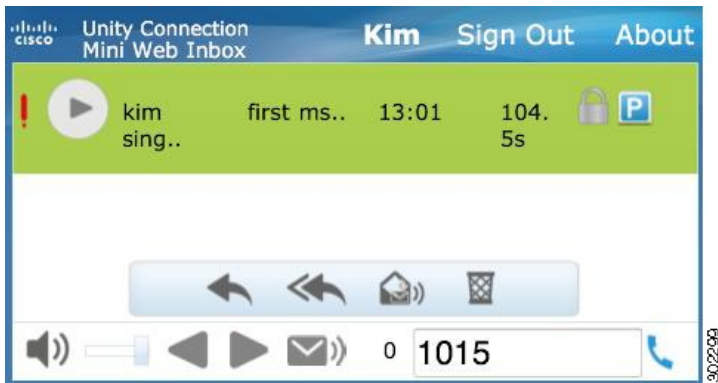 cisco
Unity Connection
Mini Web Inbox
Kim
Sign Out
About
!
kim sing..
first ms..
13:01
104.5s
P
0
1015
302299